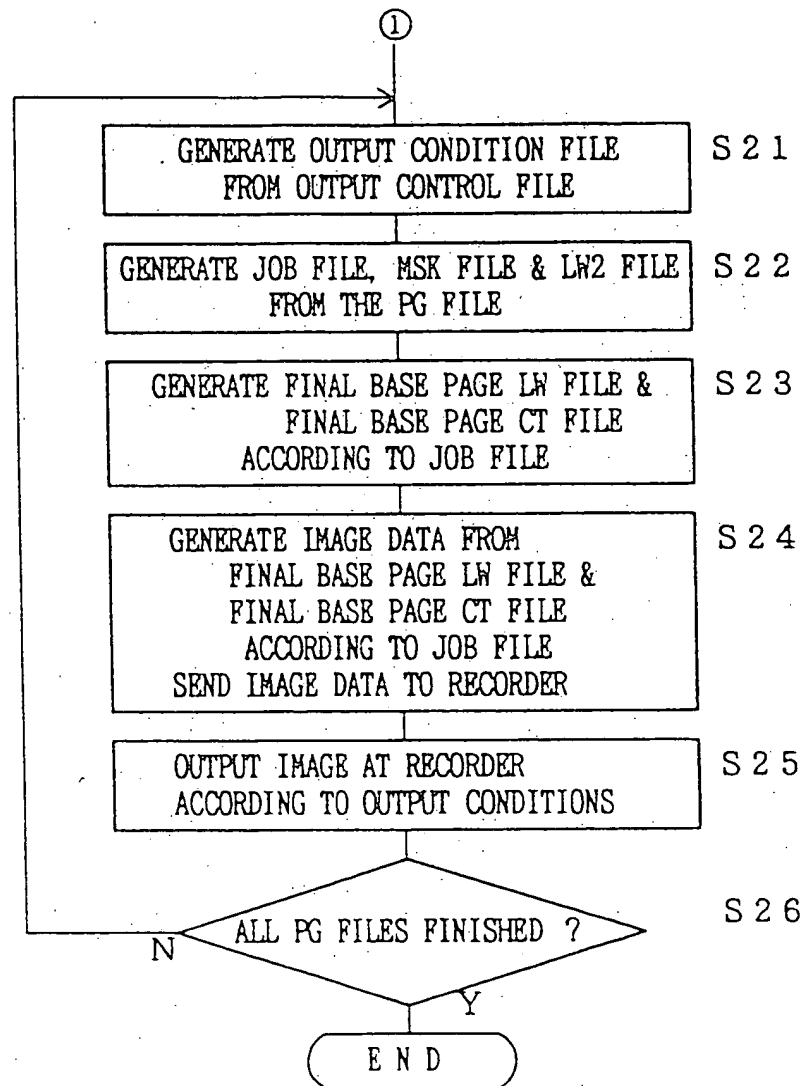 ①
GENERATE OUTPUT CONDITION FILE
FROM OUTPUT CONTROL FILE
S21
GENERATE JOB FILE, MSK FILE & LW2 FILE
FROM THE PG FILE
S22
GENERATE FINAL BASE PAGE LW FILE &
FINAL BASE PAGE CT FILE
ACCORDING TO JOB FILE
S23
GENERATE IMAGE DATA FROM
FINAL BASE PAGE LW FILE &
FINAL BASE PAGE CT FILE
ACCORDING TO JOB FILE
SEND IMAGE DATA TO RECORDER
S24
OUTPUT IMAGE AT RECORDER
ACCORDING TO OUTPUT CONDITIONS
S25
ALL PG FILES FINISHED ?
S26
N
Y
END